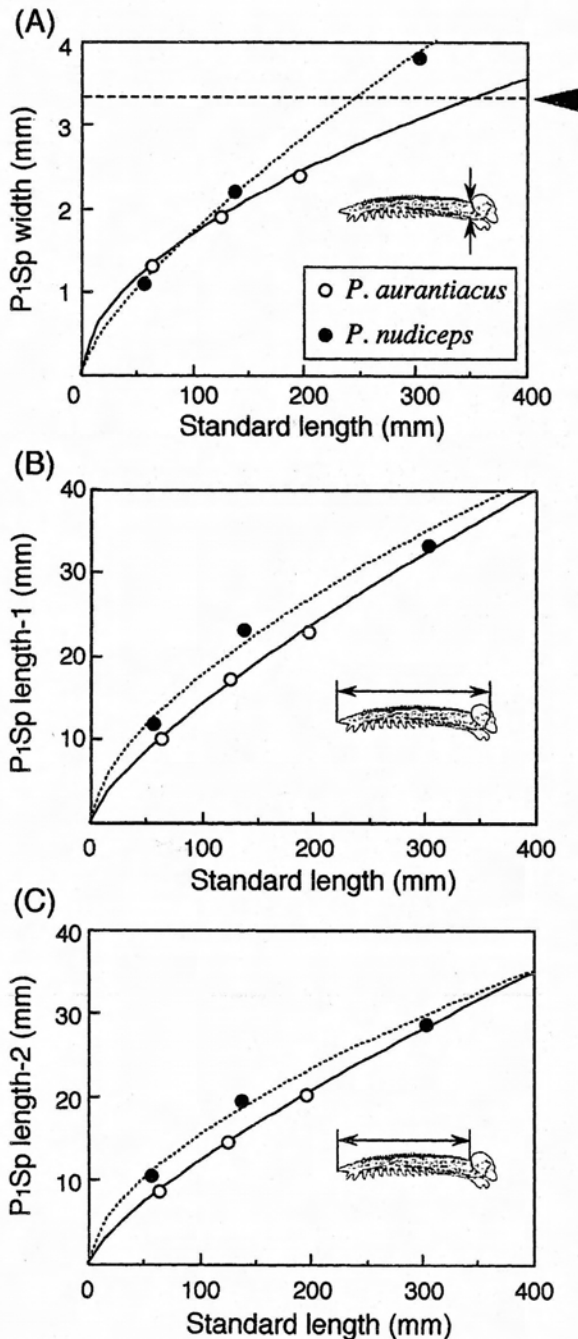 (A)
4
3
2
1
P1Sp width (mm)
P. aurantiacus
P. nudiceps
0 100 200 300 400
Standard length (mm)
(B)
40
30
20
10
P1Sp length-1 (mm)
0 100 200 300 400
Standard length (mm)
(C)
40
30
20
10
P1Sp length-2 (mm)
0 100 200 300 400
Standard length (mm)